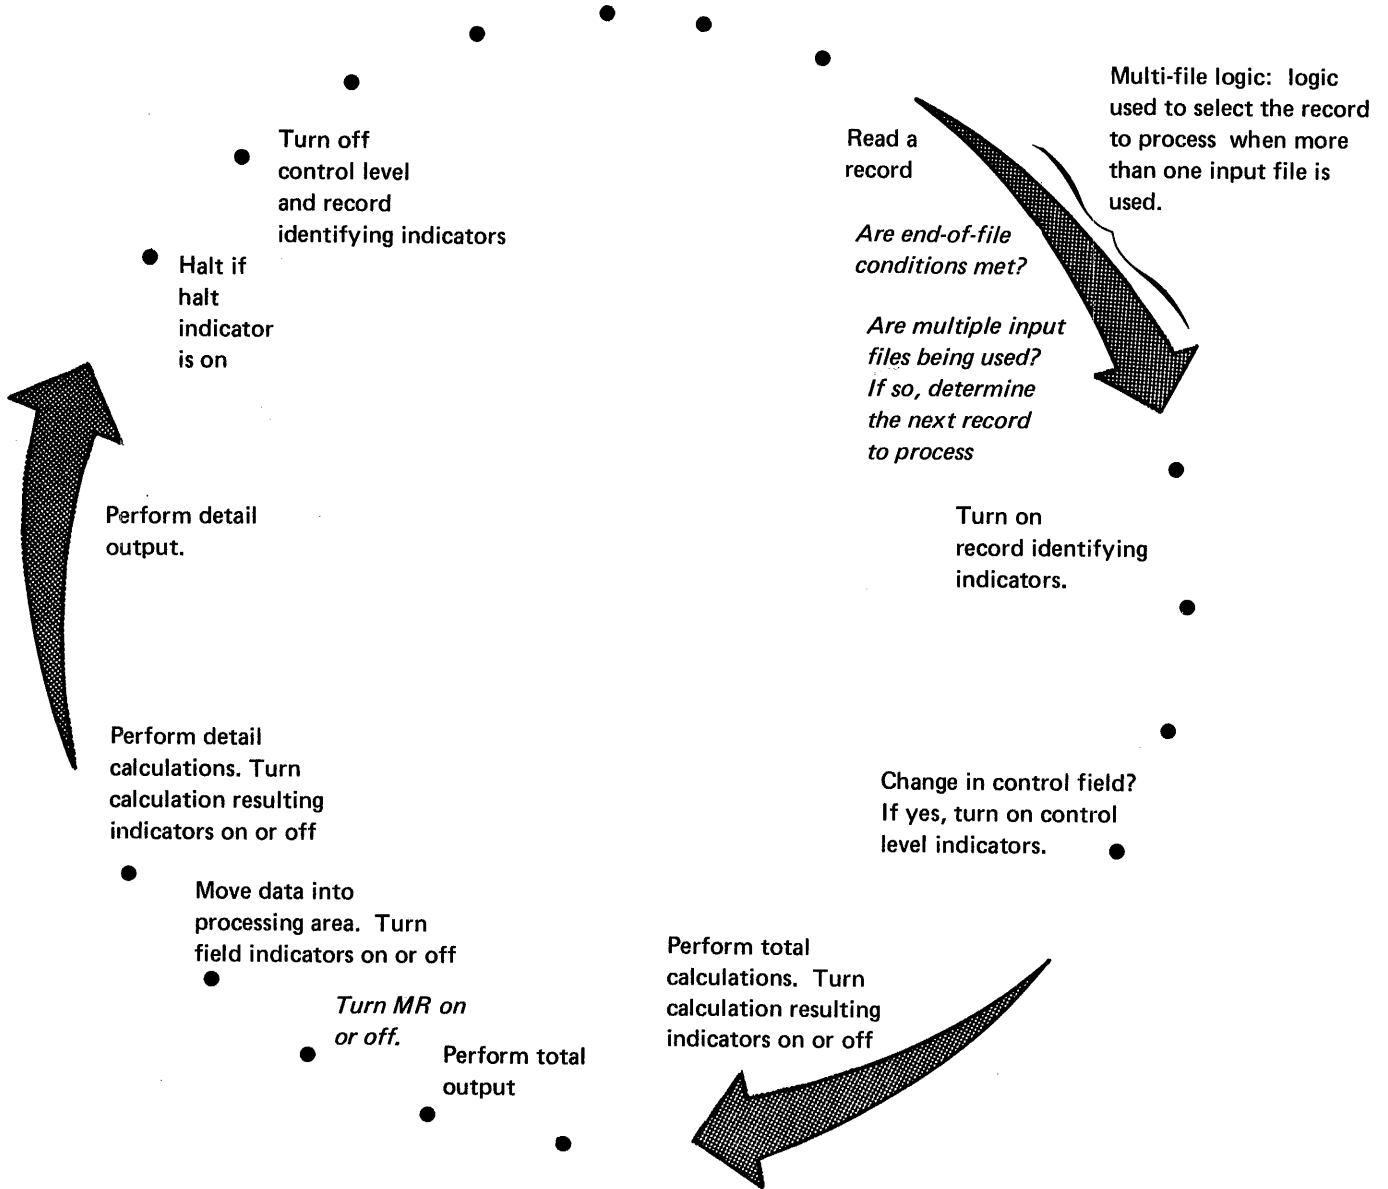 Multi-file logic: logic
used to select the record
to process when more
than one input file is
used.
Read a
record
Are end-of-file
conditions met?
Are multiple input
files being used?
If so, determine
the next record
to process
Turn on
record identifying
indicators.
Change in control field?
If yes, turn on control
level indicators.
Perform total
calculations. Turn
calculation resulting
indicators on or off
Perform total
output
Turn MR on
or off.
Move data into
processing area. Turn
field indicators on or off
Perform detail
calculations. Turn
calculation resulting
indicators on or off
Perform detail
output.
Halt if
halt
indicator
is on
Turn off
control level
and record
identifying indicators